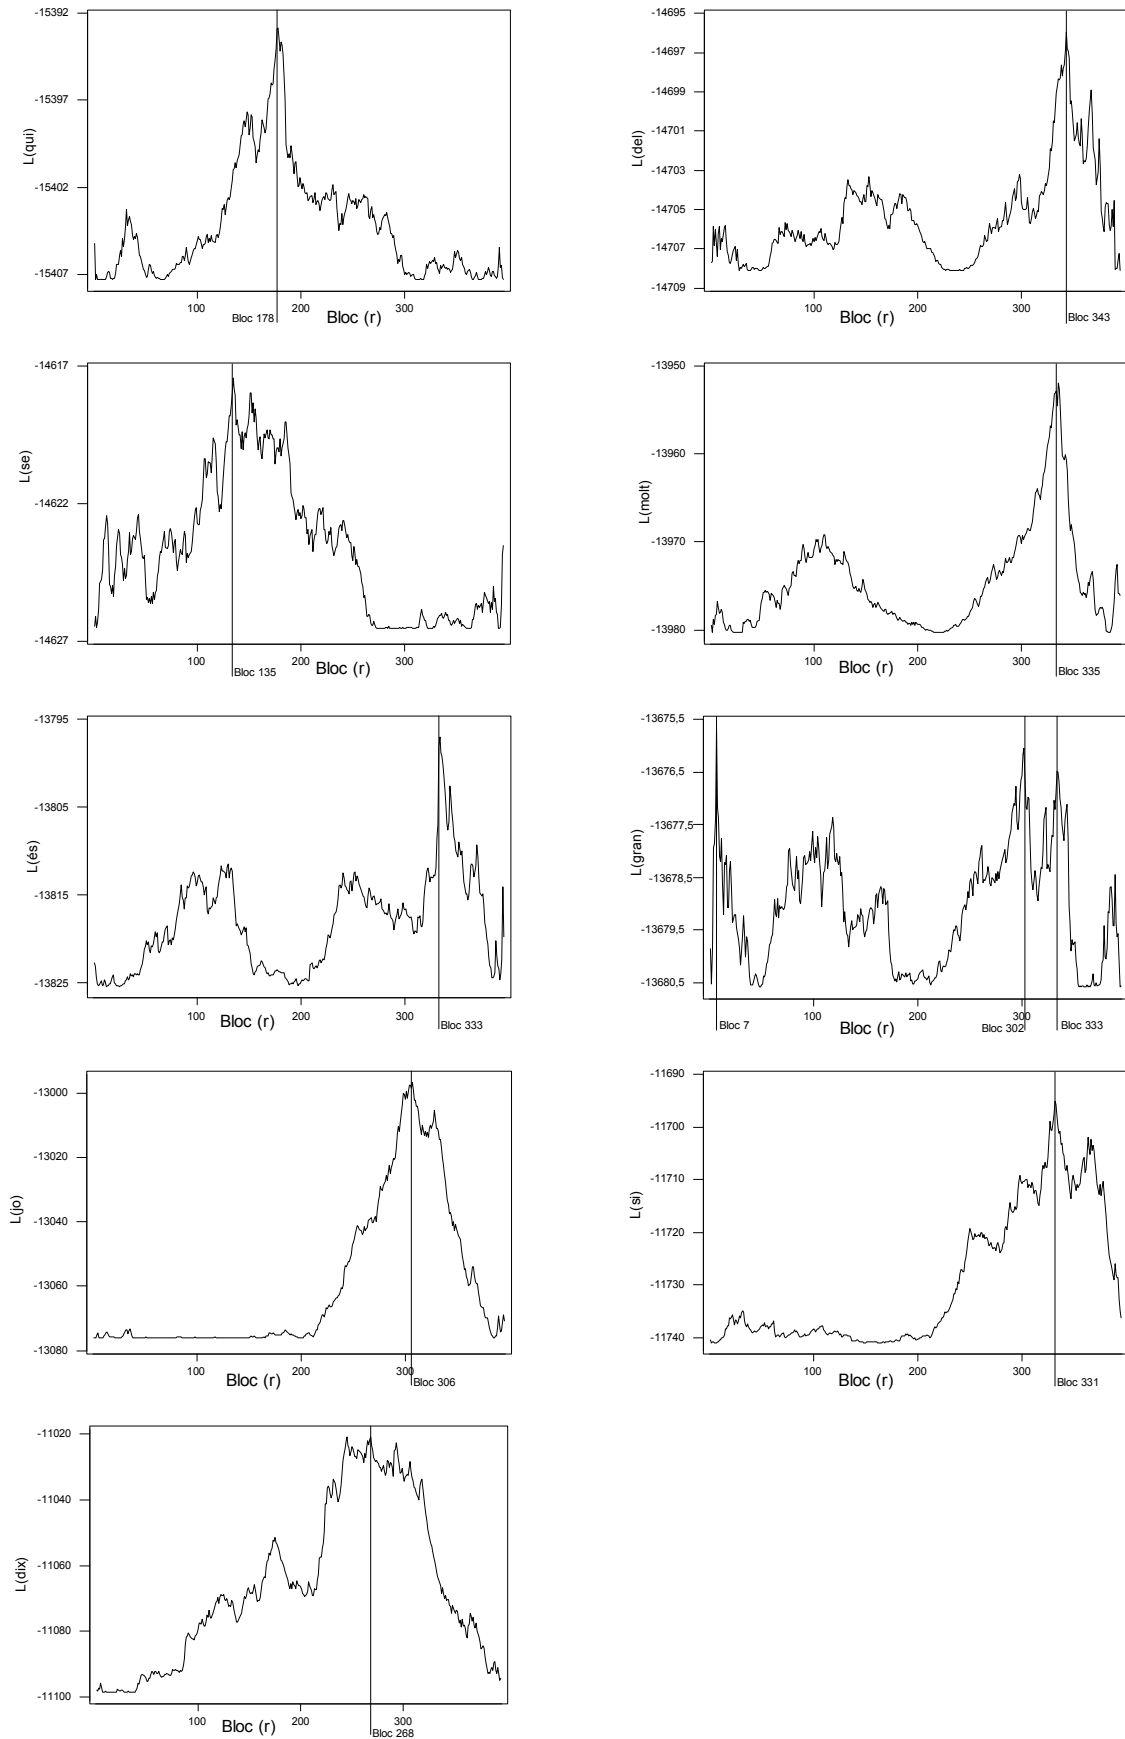 L(qui)
-15392
-15397
-15402
-15407
100
200
300
Bloc 178
Bloc (r)
L(del)
-14695
-14697
-14699
-14701
-14703
-14705
-14707
-14709
100
200
300
Bloc (r)
Bloc 343
L(se)
-14617
-14622
-14627
100
200
300
Bloc 135
Bloc (r)
L(molt)
-13950
-13960
-13970
-13980
100
200
300
Bloc (r)
Bloc 335
L(és)
-13795
-13805
-13815
-13825
100
200
300
Bloc (r)
Bloc 333
L(gran)
-13675,5
-13676,5
-13677,5
-13678,5
-13679,5
-13680,5
100
200
300
Bloc 7
Bloc (r)
Bloc 302
Bloc 333
L(jo)
-13000
-13020
-13040
-13060
-13080
100
200
300
Bloc (r)
Bloc 306
L(si)
-11690
-11700
-11710
-11720
-11730
-11740
100
200
300
Bloc (r)
Bloc 331
L(dix)
-11020
-11040
-11060
-11080
-11100
100
200
300
Bloc (r)
Bloc 268